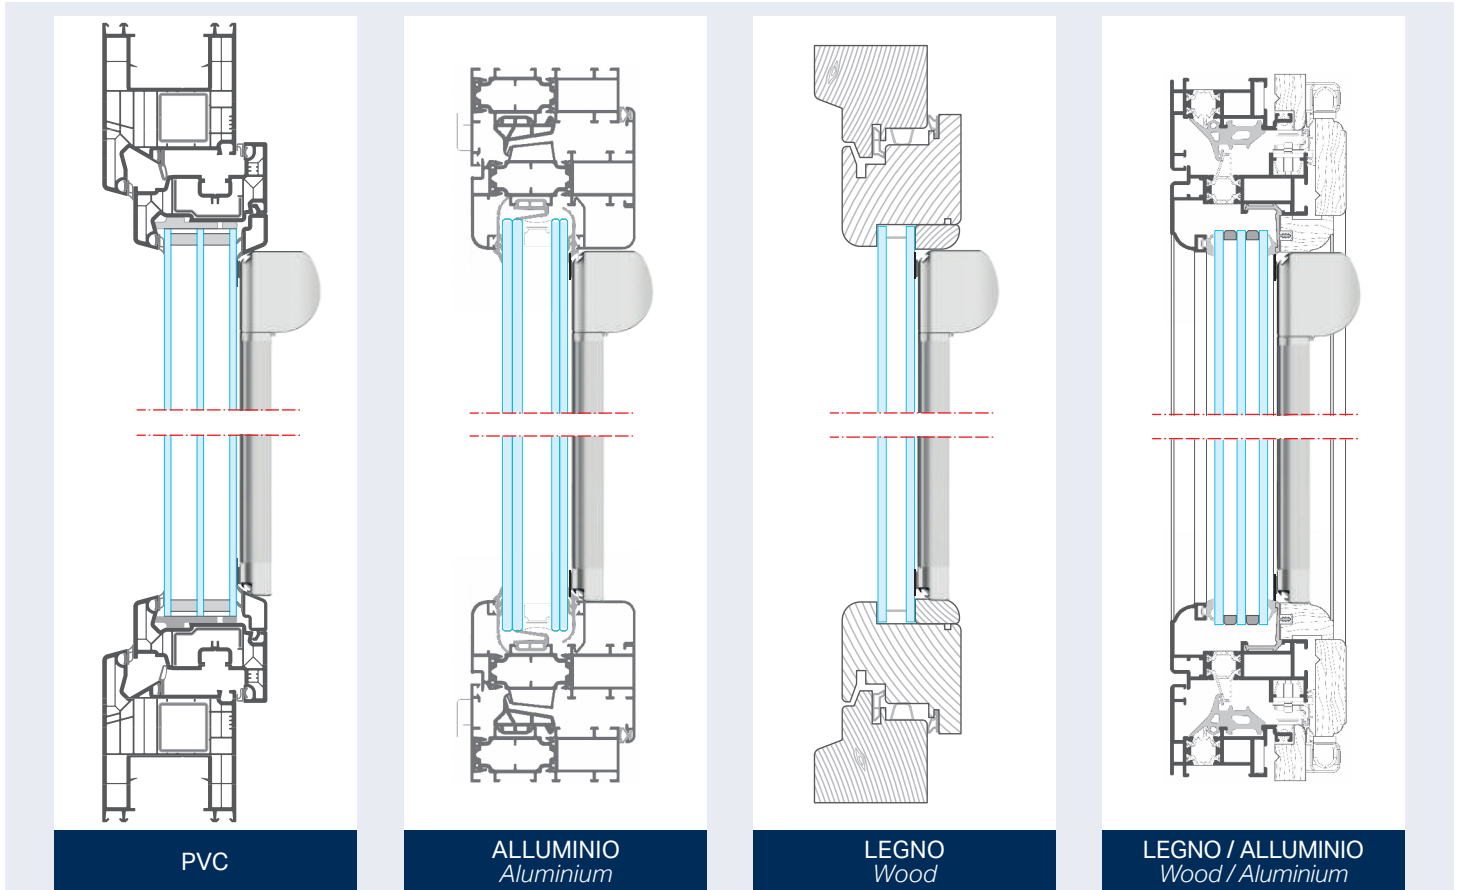 PVC
ALLUMINIO
Aluminium
LEGNO
Wood
LEGNO / ALLUMINIO
Wood / Aluminium